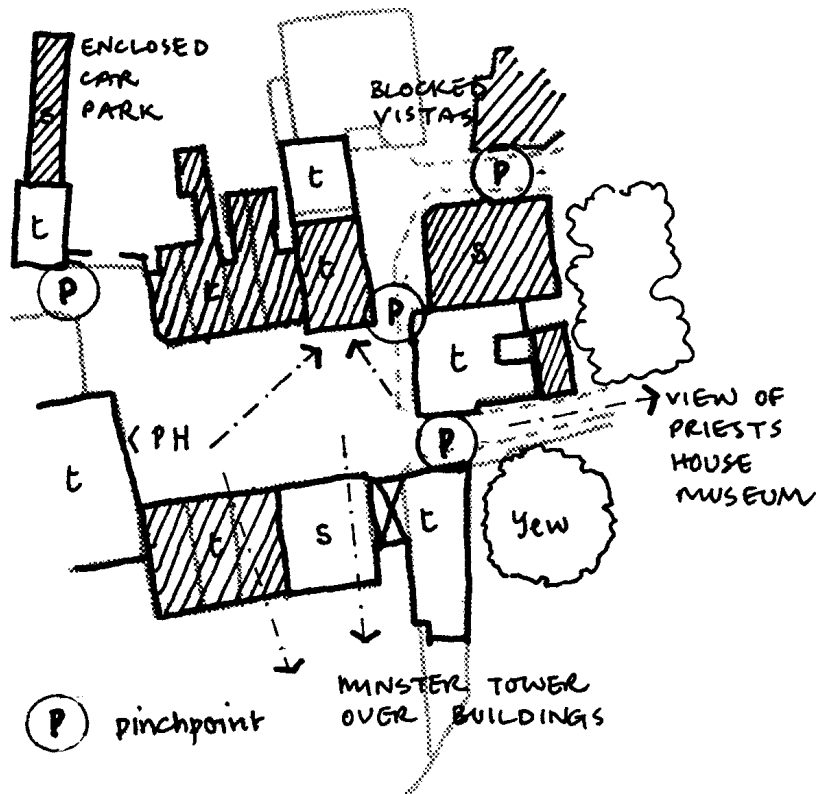 ENCLOSED
CAR
PARK
BLOCKED
VISTAS
s
P
t
t
s
t
t
P
P
t
VIEW OF
PRIESTS
HOUSE
MUSEUM
< PH
P
t
t
s
t
Yew
MINSTER TOWER
OVER BUILDINGS
P pinchpoint